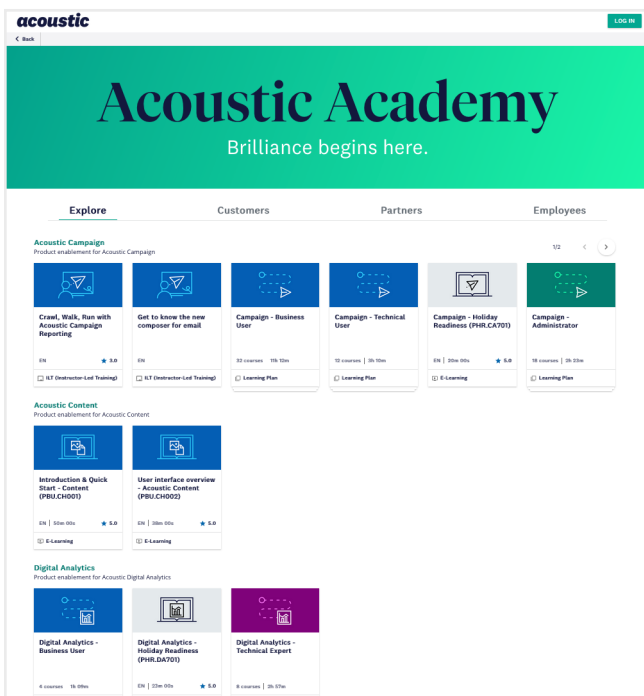 acoustic
LOG IN
Back
Acoustic Academy
Brilliance begins here.
Explore
Customers
Partners
Employees
Acoustic Campaign
Product enablement for Acoustic Campaign
1/2
Crawl, Walk, Run with
Acoustic Campaign
Reporting
EN
3.0
ILT (Instructor-Led Training)
Get to know the new
composer for email
EN
ILT (Instructor-Led Training)
Campaign - Business
User
32 courses 11h 12m
Learning Plan
Campaign - Technical
User
12 courses | 3h 10m
Learning Plan
Campaign - Holiday
Readiness (PHR.CA701)
EN | 20m 00s
5.0
E-Learning
Campaign -
Administrator
18 courses | 2h 23m
Learning Plan
Acoustic Content
Product enablement for Acoustic Content
Introduction & Quick
Start - Content
(PBU.CH001)
EN | 50m 00s
5.0
E-Learning
User interface overview
- Acoustic Content
(PBU.CH002)
EN | 38m 00s
5.0
E-Learning
Digital Analytics
Product enablement for Acoustic Digital Analytics
Digital Analytics -
Business User
4 courses 1h 09m
Digital Analytics -
Holiday Readiness
(PHR.DA701)
EN | 23m 00s
5.0
Digital Analytics -
Technical Expert
8 courses | 2h 57m